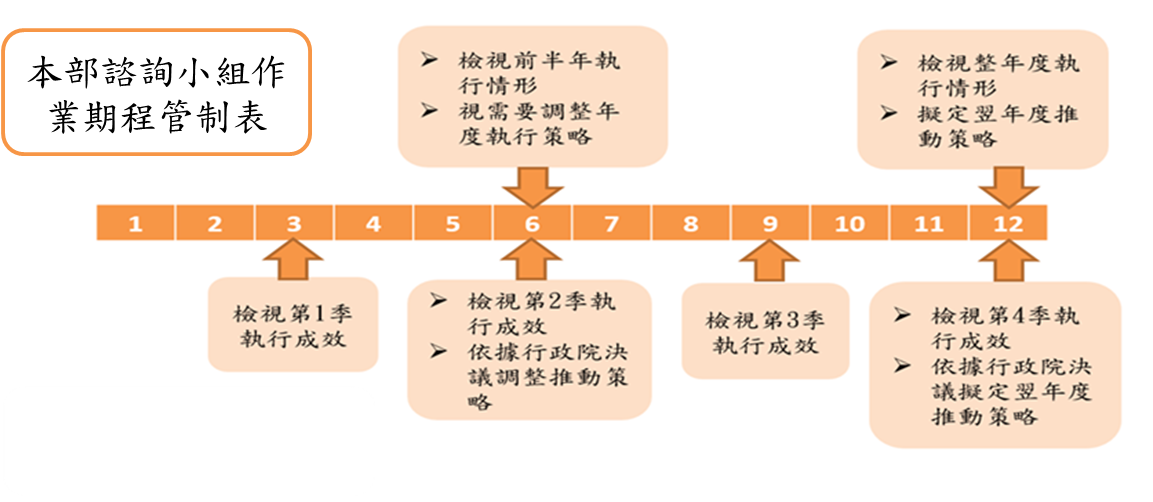 本部諮詢小組作
業期程管制表
➢ 檢視前半年執
行情形
➢ 視需要調整年
度執行策略
➢ 檢視整年度執
行情形
➢ 擬定翌年度推
動策略
1 2 3 4 5 6 7 8 9 10 11 12
檢視第1季
執行成效
➢ 檢視第2季執
行成效
➢ 依據行政院決
議調整推動策
略
檢視第3季
執行成效
➢ 檢視第4季執
行成效
➢ 依據行政院決
議擬定翌年度
推動策略